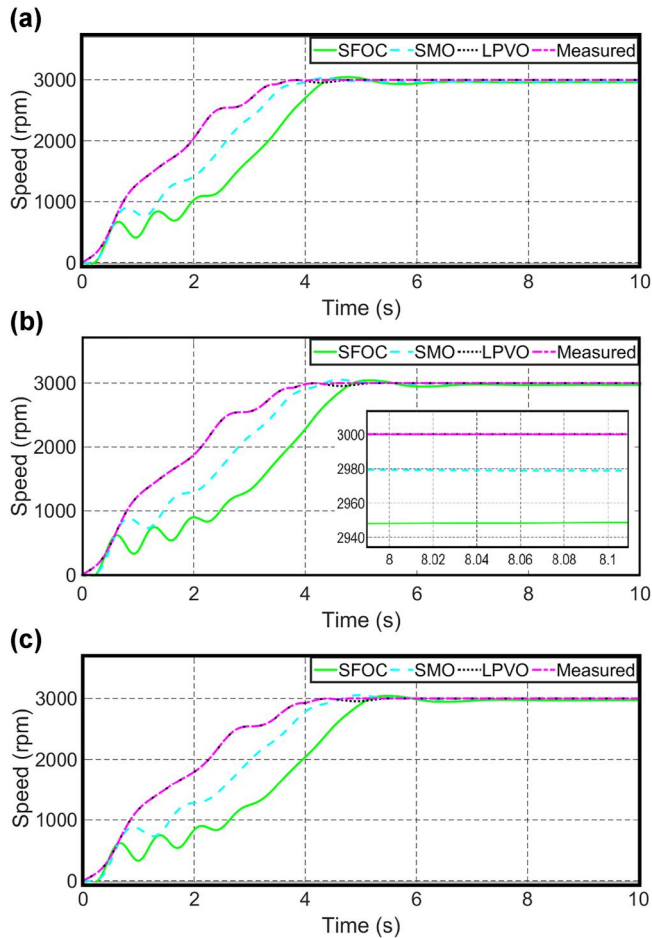 (a)
SFOC SMO LPVO Measured
3000
2000
1000
0
Speed (rpm)
0 2 4 6 8 10
Time (s)
(b)
SFOC SMO LPVO Measured
3000
2000
1000
0
Speed (rpm)
3000
2980
2960
2940
8 8.02 8.04 8.06 8.08 8.1
0 2 4 6 8 10
Time (s)
(c)
SFOC SMO LPVO Measured
3000
2000
1000
0
Speed (rpm)
0 2 4 6 8 10
Time (s)